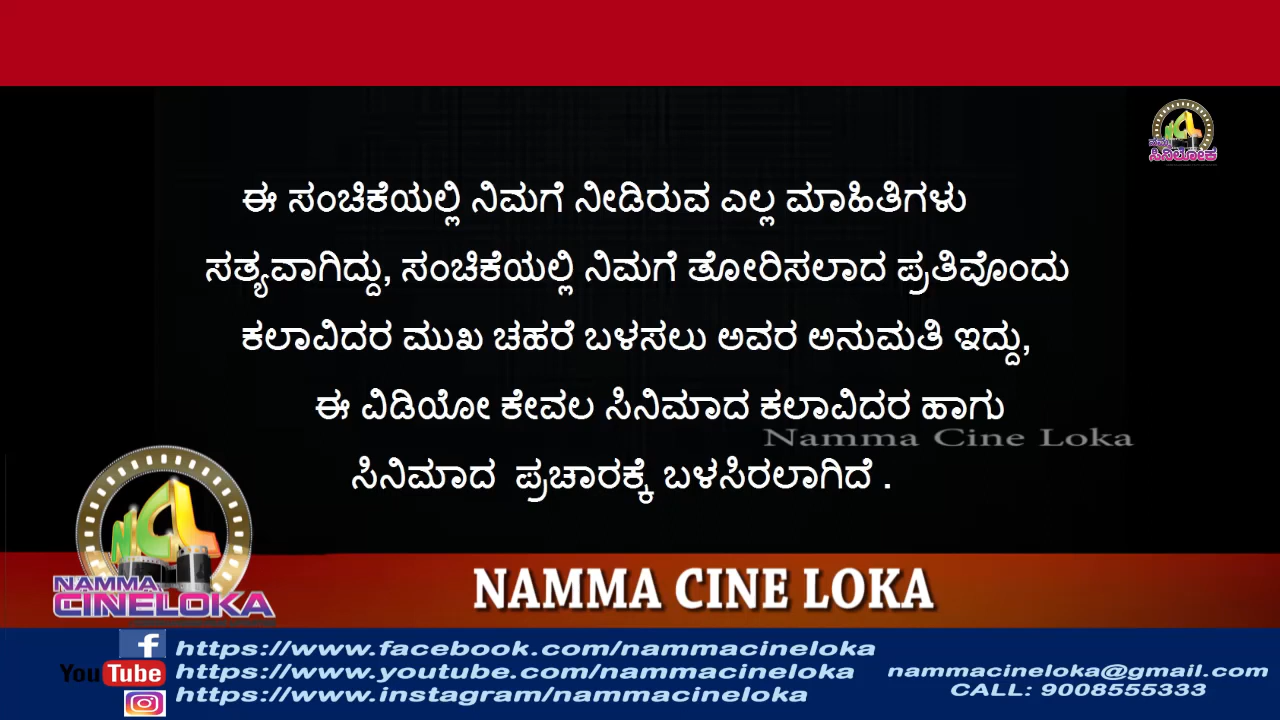 ನಮ್ಮ
ಸಿನಿಲೋಕ
ಈ ಸಂಚಿಕೆಯಲ್ಲಿ ನಿಮಗೆ ನೀಡಿರುವ ಎಲ್ಲ ಮಾಹಿತಿಗಳು
ಸತ್ಯವಾಗಿದ್ದು, ಸಂಚಿಕೆಯಲ್ಲಿ ನಿಮಗೆ ತೋರಿಸಲಾದ ಪ್ರತಿವೊಂದು
ಕಲಾವಿದರ ಮುಖ ಚಹರೆ ಬಳಸಲು ಅವರ ಅನುಮತಿ ಇದ್ದು,
ಈ ವಿಡಿಯೋ ಕೇವಲ ಸಿನಿಮಾದ ಕಲಾವಿದರ ಹಾಗು
Namma Cine Loka
ಸಿನಿಮಾದ ಪ್ರಚಾರಕ್ಕೆ ಬಳಸಿರಲಾಗಿದೆ .
NCL
NAMMA
CINELOKA
NAMMA CINE LOKA
https://www.facebook.com/nammacineloka
YouTube https://www.youtube.com/nammacineloka
https://www.instagram/nammacineloka
nammacineloka@gmail.com
CALL: 9008555333